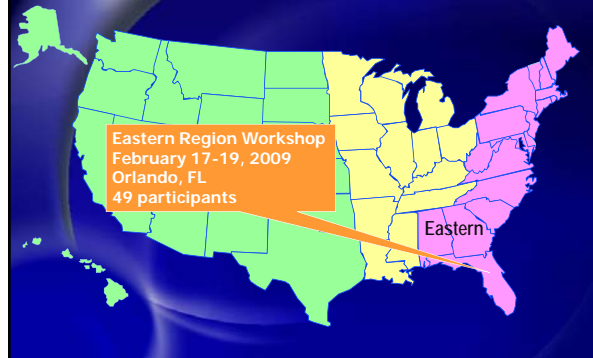 Eastern Region Workshop
February 17-19, 2009
Orlando, FL
49 participants
Eastern